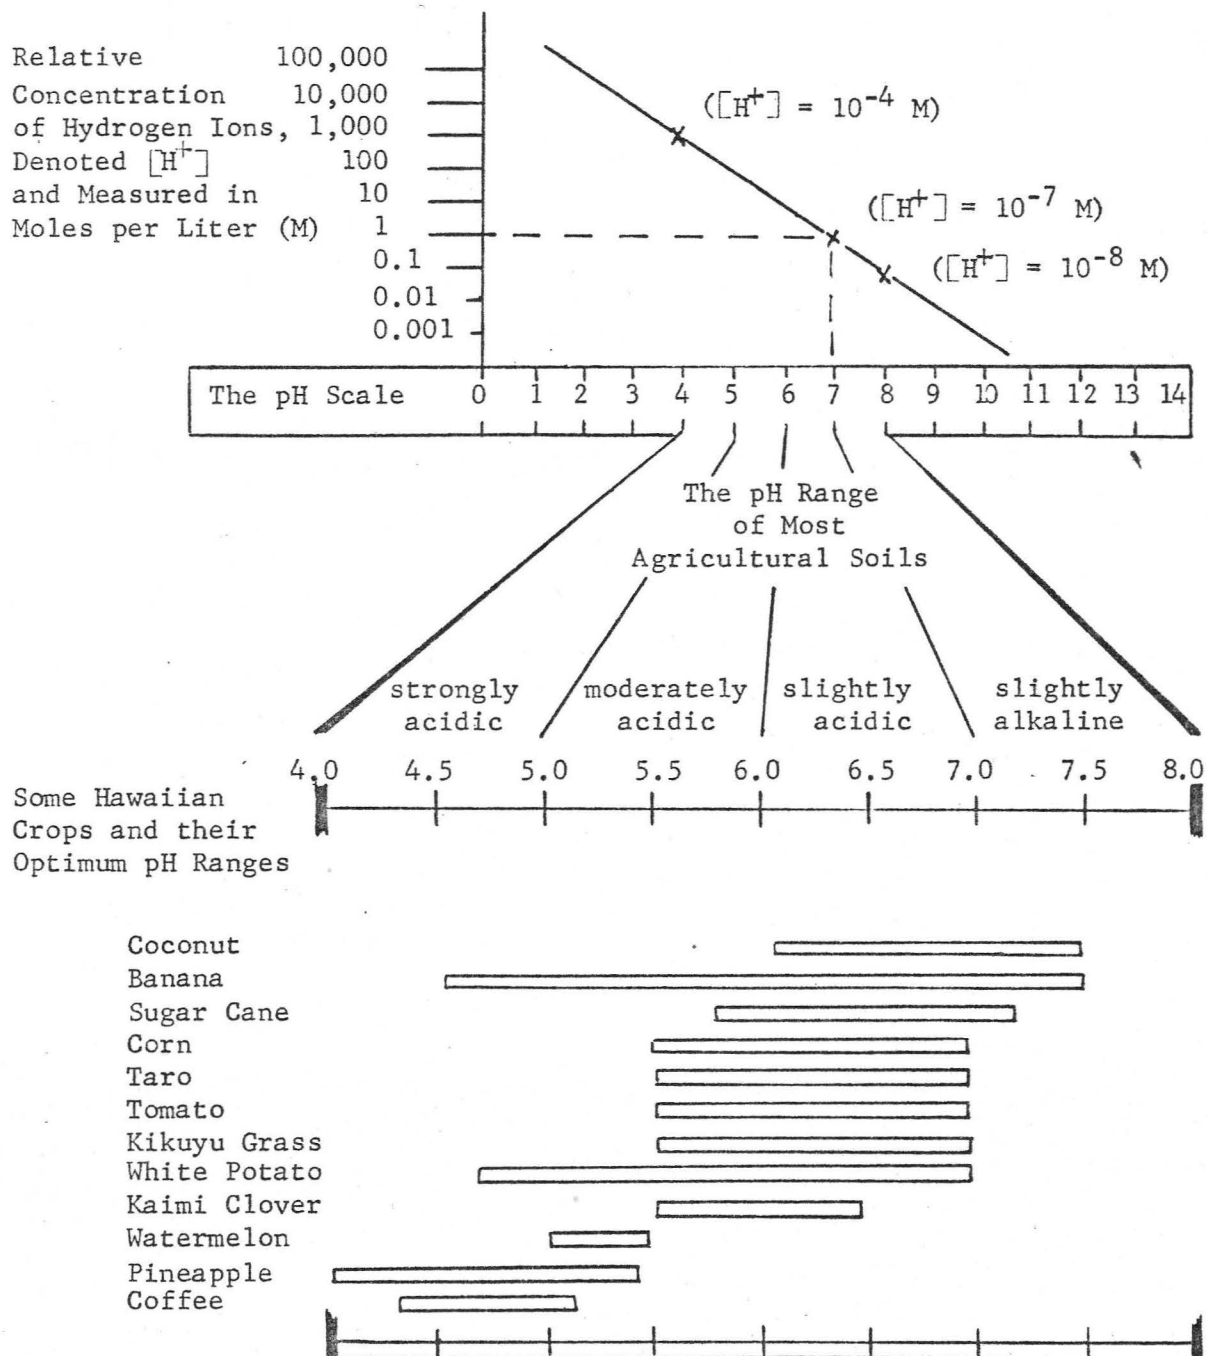 Relative 100,000
Concentration 10,000
of Hydrogen Ions, 1,000
Denoted [H+] 100
and Measured in 10
Moles per Liter (M) 1
0.1
0.01
0.001
([H+] = 10-4 M)
([H+] = 10-7 M)
([H+] = 10-8 M)
The pH Scale 0 1 2 3 4 5 6 7 8 9 10 11 12 13 14
The pH Range
of Most
Agricultural Soils
strongly acidic
moderately acidic
slightly acidic
slightly alkaline
4.0 4.5 5.0 5.5 6.0 6.5 7.0 7.5 8.0
Some Hawaiian
Crops and their
Optimum pH Ranges
Coconut
Banana
Sugar Cane
Corn
Taro
Tomato
Kikuyu Grass
White Potato
Kaimi Clover
Watermelon
Pineapple
Coffee